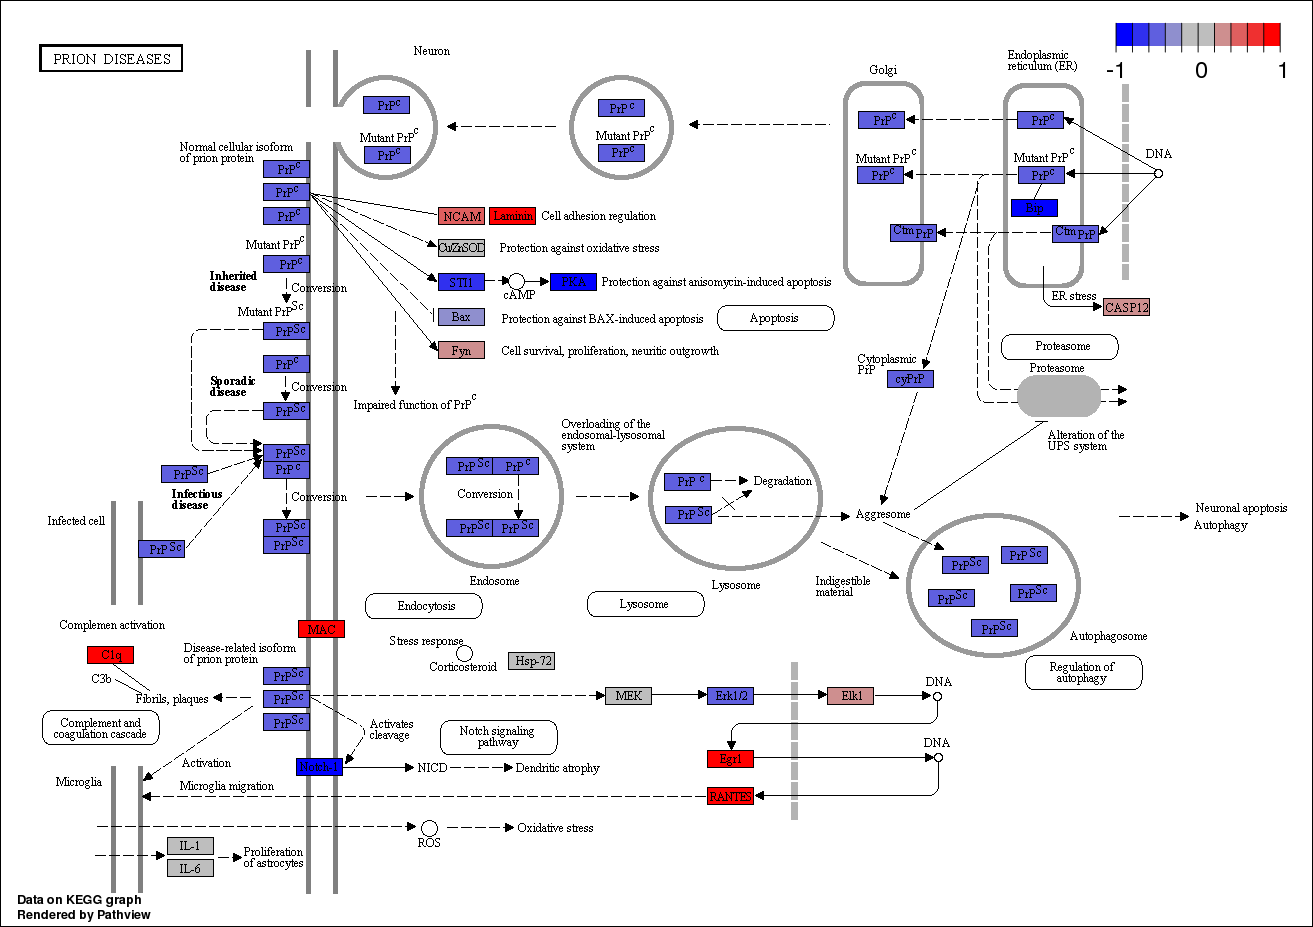 PRION DISEASES
Neuron
-1 0 1
Golgi
Endoplasmic
reticulum (ER)
PrPC
Mutant PrPC
PrPC
PrPC
Mutant PrPC
PrPC
PrPC
Mutant PrPC
PrPC
CtmPrP
PrPC
Mutant PrPC
PrPC
CtmPrP
DNA
ER stress
CASP12
Normal cellular isoform
of prion protein
PrPC
PrPC
PrPC
Mutant PrPC
PrPC
Inherited
disease
Conversion
Mutant PrPSc
PrPSc
PrPC
Sporadic
disease
Conversion
PrPSc
PrPSc
PrPC
PrPSc
Infectious
disease
Conversion
PrPSc
PrPSc
Infected cell
PrPSc
NCAM
Laminin
Cell adhesion regulation
CuZnSOD
Protection against oxidative stress
STI1
cAMP
PKA
Protection against anisomycin-induced apoptosis
Bax
Protection against BAX-induced apoptosis
Apoptosis
Fyn
Cell survival, proliferation, neuritic outgrowth
Impaired function of PrPC
Cytoplasmic
PrP
cyPrP
Proteasome
Proteasome
Alteration of the
UPS system
Overloading of the
endosomal-lysosomal
system
PrPSc PrPC
Conversion
PrPSc PrPSc
Endosome
Endocytosis
PrPC
Degradation
PrPSc
Lysosome
Lysosome
Aggresome
Indigestible
material
PrPSc
PrPSc
PrPSc
PrPSc
PrPSc
Autophagosome
Regulation of
autophagy
Neuronal apoptosis
Autophagy
Complemen activation
MAC
C1q
C3b
Fibrils, plaques
Complement and
coagulation cascade
Disease-related isoform
of prion protein
PrPSc
PrPSc
PrPSc
Stress response
Corticosteroid
Hsp-72
MEK
Erk1/2
Elk1
DNA
Activates
cleavage
Notch signaling
pathway
Egr1
DNA
Activation
Notch-1
NICD
Dendritic atrophy
Microglia
Microglia migration
RANTES
ROS
Oxidative stress
IL-1
IL-6
Proliferation
of astrocytes
Data on KEGG graph
Rendered by Pathview